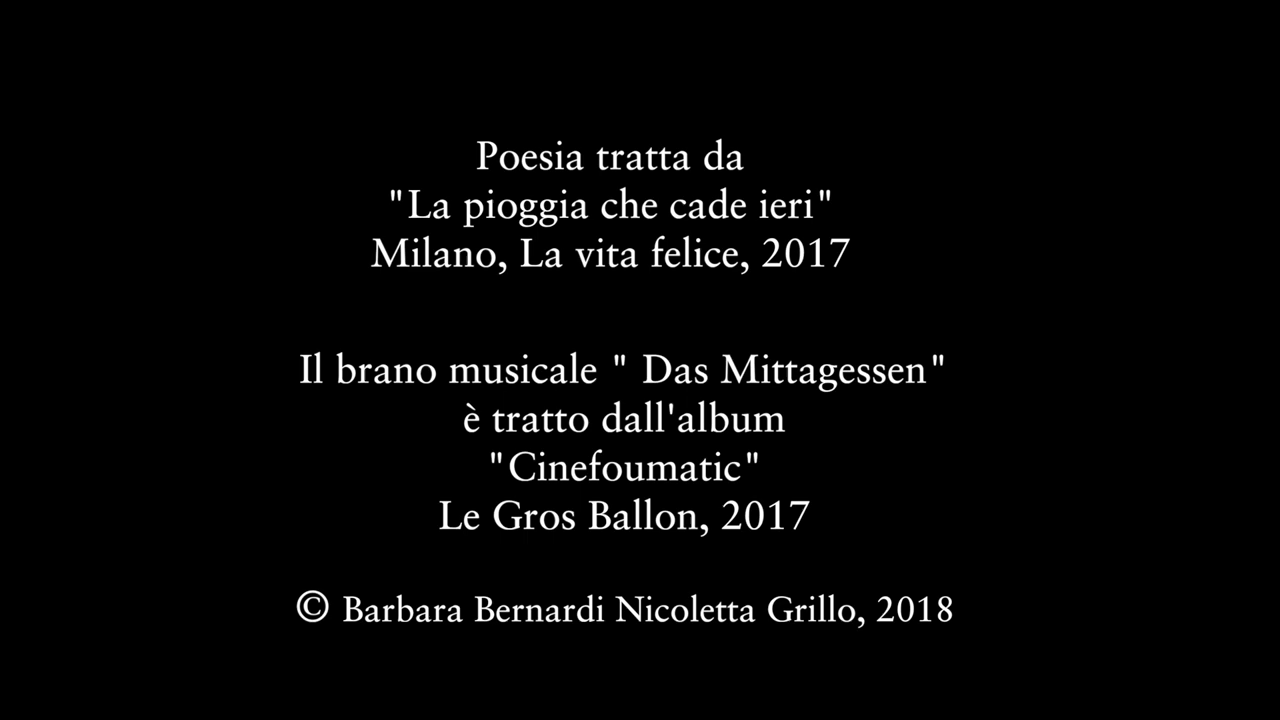 Poesia tratta da
"La pioggia che cade ieri"
Milano, La vita felice, 2017
Il brano musicale " Das Mittagessen"
è tratto dall'album
"Cinefoumatic"
Le Gros Ballon, 2017
© Barbara Bernardi Nicoletta Grillo, 2018